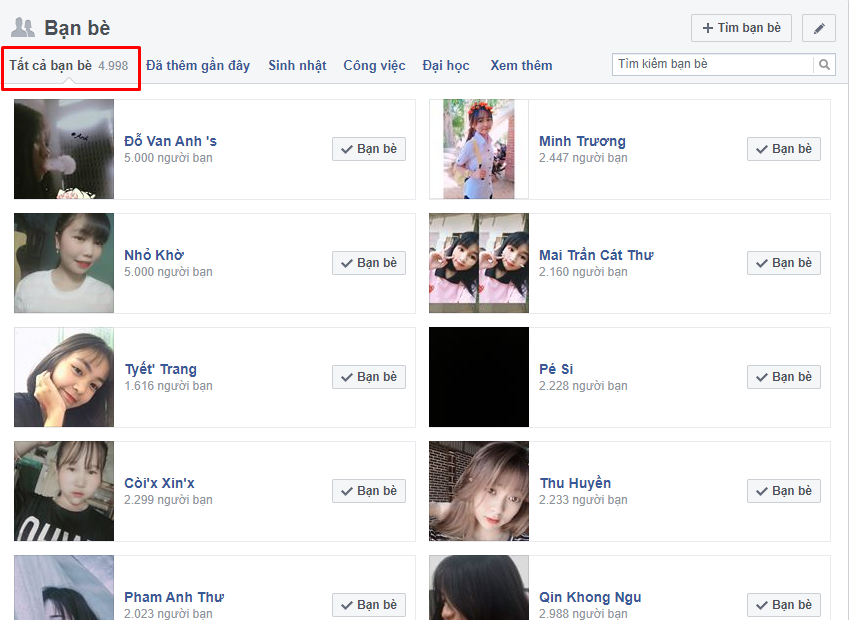 Bạn bè
+ Tìm bạn bè
Tất cả bạn bè 4.998 Đã thêm gần đây Sinh nhật Công việc Đại học Xem thêm
Tìm kiếm bạn bè
Đỗ Van Anh 's
5.000 người bạn
Bạn bè
Minh Trương
2.447 người bạn
Bạn bè
Nhỏ Khờ
5.000 người bạn
Bạn bè
Mai Trần Cát Thư
2.160 người bạn
Bạn bè
Tyết' Trang
1.616 người bạn
Bạn bè
Pé Si
2.228 người bạn
Bạn bè
Còi'x Xin'x
2.299 người bạn
Bạn bè
Thu Huyền
2.233 người bạn
Bạn bè
Pham Anh Thư
2.023 người bạn
Bạn bè
Qin Khong Ngu
2.988 người bạn
Bạn bè